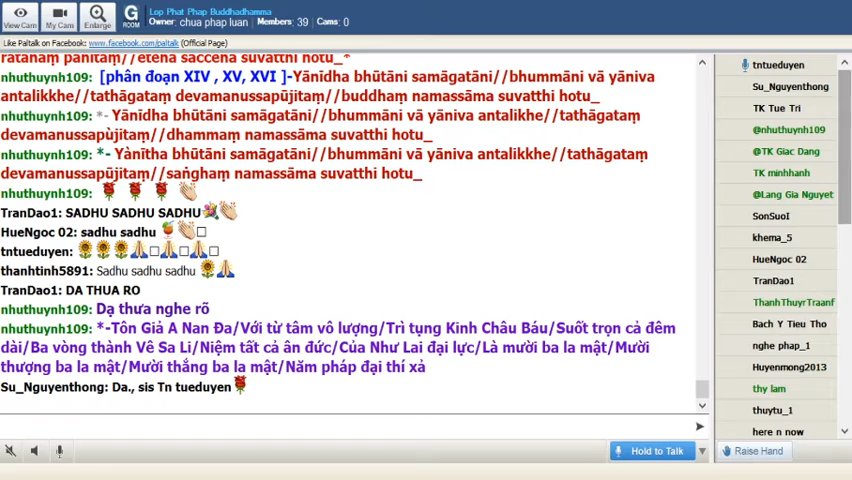 Lop Phat Phap Buddhadhamma
Owner: chua phap luan Members: 39 Cams: 0
View Cam
My Cam
Enlarge
G
ROOM
Like Paltalk on Facebook: www.facebook.com/paltalk (Official Page)
ratanaṃ paṇītaṃ//etena saccena suvatthi hotu_*
nhuthuynh109: [phân đoạn XIV , XV, XVI ]-Yānīdha bhūtāni samāgatāni//bhummāni vā yāniva
antalikkhe//tathāgataṃ devamanussapūjitaṃ//buddhaṃ namassāma suvatthi hotu_
nhuthuynh109: *- Yānīdha bhūtāni samāgatāni//bhummāni vā yāniva antalikhe//tathāgataṃ
devamanussapùjitaṃ//dhammaṃ namassāma suvatthi hotu_
nhuthuynh109: *- Yànītha bhūtāni samāgatāni//bhummāni vā yāniva antalikkhe//tathāgataṃ
devamanussapūjitaṃ//saṅghaṃ namassāma suvatthi hotu_
nhuthuynh109:
TranDao1: SADHU SADHU SADHU
HueNgoc 02: sadhu sadhu
tntueduyen:
thanhtinh5891: Sadhu sadhu sadhu
TranDao1: DA THUA RO
nhuthuynh109: Dạ thưa nghe rõ
nhuthuynh109: *-Tôn Giả A Nan Đa/Với từ tâm vô lượng/Trì tụng Kinh Châu Báu/Suốt trọn cả đêm
dài/Ba vòng thành Vê Sa Li/Niệm tất cả ân đức/Của Như Lai đại lực/Là mười ba la mật/Mười
thượng ba la mật/Mười thắng ba la mật/Năm pháp đại thí xả
Su_Nguyenthong: Da., sis Tn tueduyen
Hold to Talk
tntueduyen
Su_Nguyenthong
TK Tue Tri
@nhuthuynh109
@TK Giac Dang
TK minhhanh
@Lang Gia Nguyet
SonSuoI
khema_5
HueNgoc 02
TranDao1
ThanhThuyrTraanf
Bach Y Tieu Tho
nghe phap_1
Huyenmong2013
thy lam
thuytu_1
here n now
Raise Hand